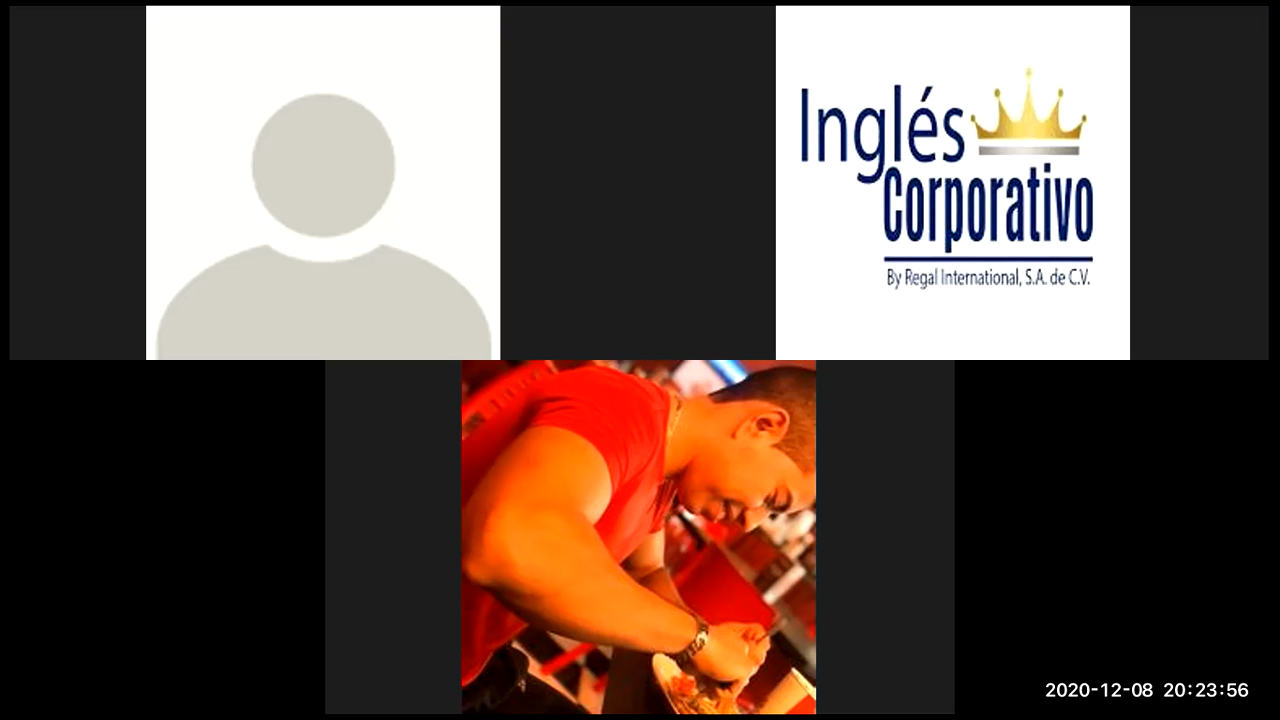 Inglés
Corporativo
By Regal International, S.A. de C.V.
2020-12-08 20:23:56